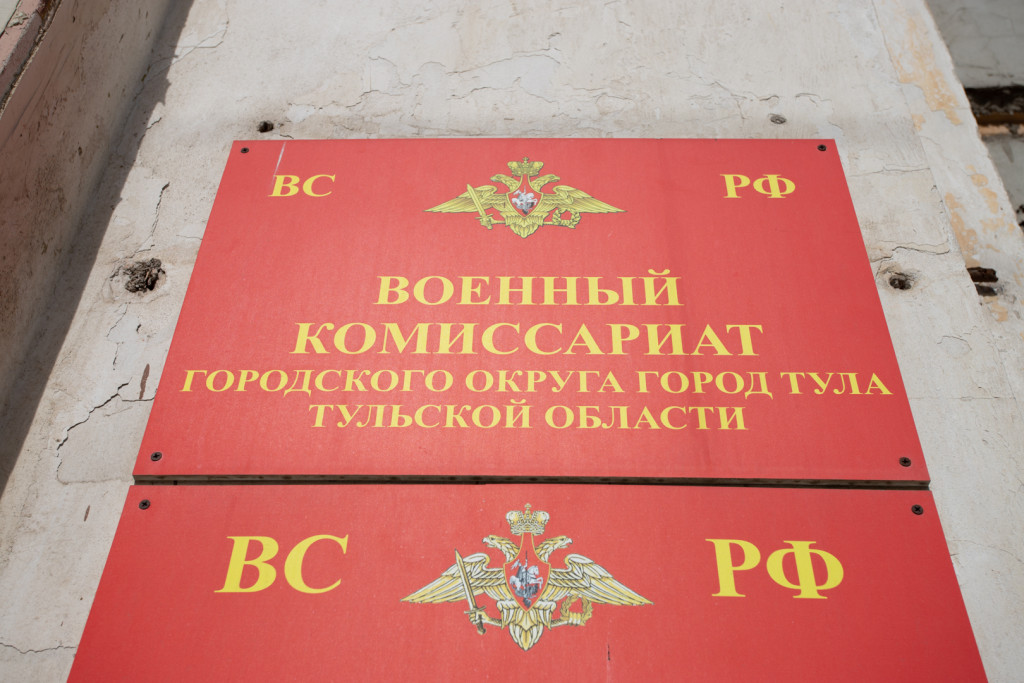 ВС РФ
ВОЕННЫЙ
КОМИССАРИАТ
ГОРОДСКОГО ОКРУГА ГОРОД ТУЛА
ТУЛЬСКОЙ ОБЛАСТИ
ВС РФ